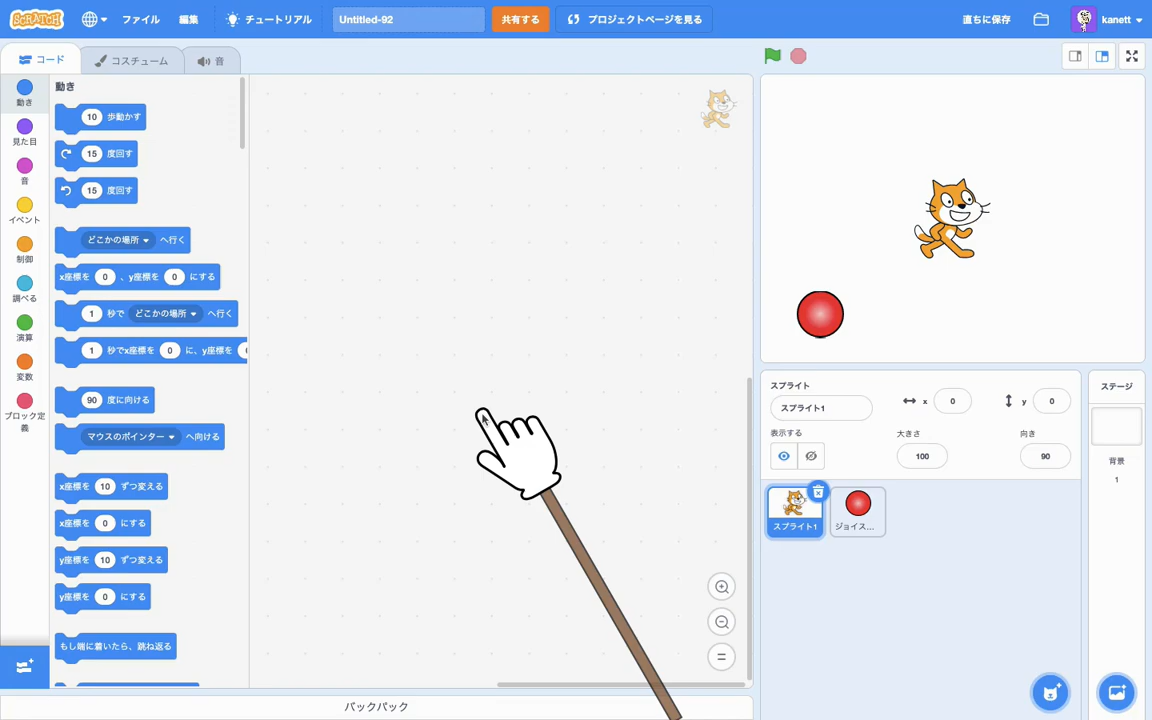 SCRATCH
ファイル
編集
チュートリアル
Untitled-92
共有する
プロジェクトページを見る
直ちに保存
kanett
コード
コスチューム
音
動き
見た目
音
イベント
制御
調べる
演算
変数
ブロック定
義
動き
10 歩動かす
15 度回す
15 度回す
どこかの場所 へ行く
x座標を 0 、y座標を 0 にする
1 秒で どこかの場所 へ行く
1 秒でx座標を 0 に、y座標を
90 度に向ける
マウスのポインター へ向ける
x座標を 10 ずつ変える
x座標を 0 にする
y座標を 10 ずつ変える
y座標を 0 にする
もし端に着いたら、跳ね返る
バックパック
スプライト
スプライト1
x 0
y 0
表示する
大きさ
100
向き
90
スプライト1
ジョイス...
ステージ
背景
1